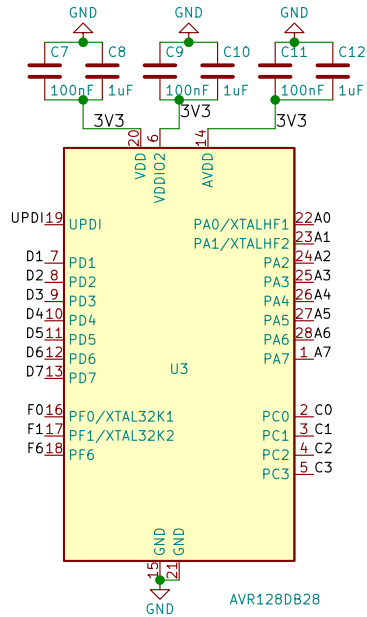 GND GND GND
C7 C8 C9 C10 C11 C12
100nF 1uF 100nF 1uF 100nF 1uF
3V3 3V3 3V3
20 6 14
VDD VDDIO2 AVDD
UPDI 19 UPDI PA0/XTALHF1 22 A0
PA1/XTALHF2 23 A1
D1 7 PD1 PA2 24 A2
D2 8 PD2 PA3 25 A3
D3 9 PD3 PA4 26 A4
D4 10 PD4 PA5 27 A5
D5 11 PD5 PA6 28 A6
D6 12 PD6 PA7 1 A7
D7 13 PD7
U3
F0 16 PF0/XTAL32K1 PC0 2 C0
F1 17 PF1/XTAL32K2 PC1 3 C1
F6 18 PF6 PC2 4 C2
PC3 5 C3
GND GND
15 21
GND
AVR128DB28